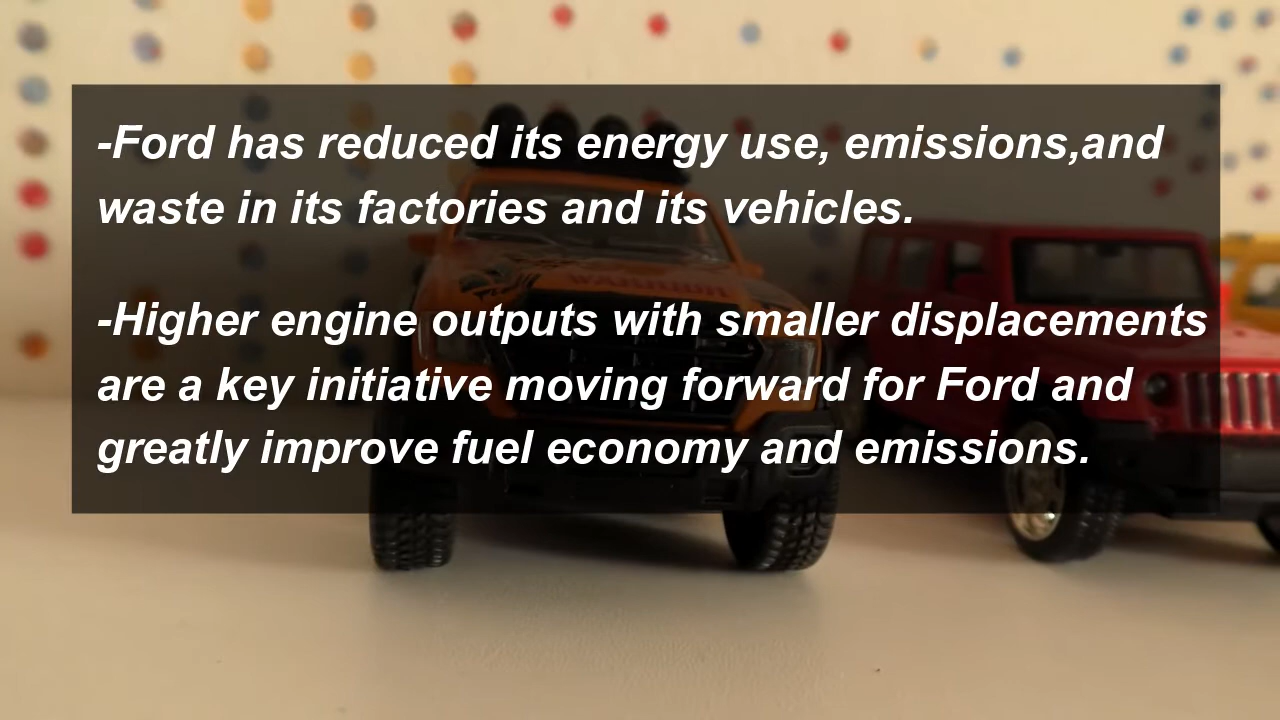 -Ford has reduced its energy use, emissions,and
waste in its factories and its vehicles.
-Higher engine outputs with smaller displacements
are a key initiative moving forward for Ford and
greatly improve fuel economy and emissions.
WARRIOR